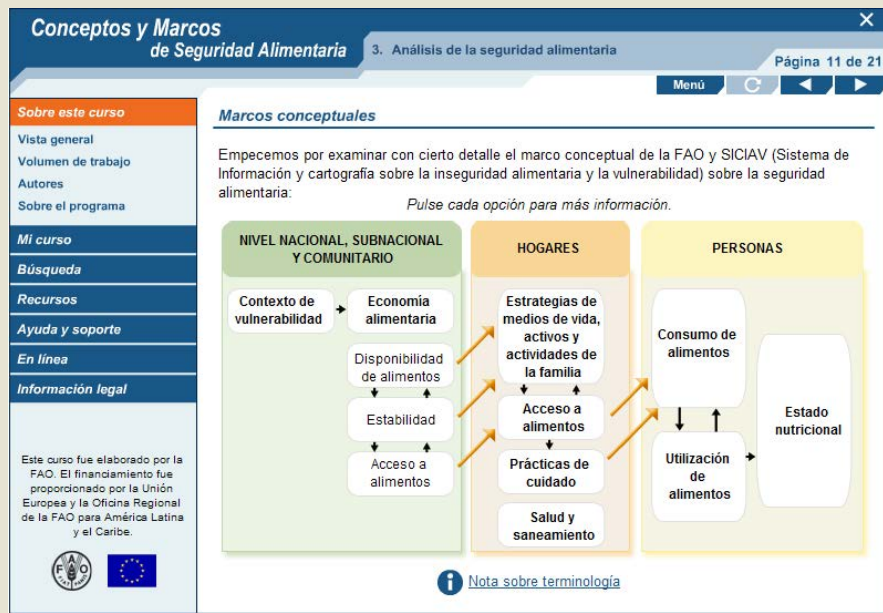 Conceptos y Marcos
de Seguridad Alimentaria
3. Análisis de la seguridad alimentaria
Página 11 de 21
Menú
Sobre este curso
Vista general
Volumen de trabajo
Autores
Sobre el programa
Mi curso
Búsqueda
Recursos
Ayuda y soporte
En línea
Información legal
Este curso fue elaborado por la
FAO. El financiamiento fue
proporcionado por la Unión
Europea y la Oficina Regional
de la FAO para América Latina
y el Caribe.
Marcos conceptuales
Empecemos por examinar con cierto detalle el marco conceptual de la FAO y SICIAV (Sistema de
Información y cartografía sobre la inseguridad alimentaria y la vulnerabilidad) sobre la seguridad
alimentaria:
Pulse cada opción para más información.
NIVEL NACIONAL, SUBNACIONAL
Y COMUNITARIO
Contexto de
vulnerabilidad
Economía
alimentaria
Disponibilidad
de alimentos
Estabilidad
Acceso a
alimentos
HOGARES
Estrategias de
medios de vida,
activos y
actividades de
la familia
Acceso a
alimentos
Prácticas de
cuidado
Salud y
saneamiento
PERSONAS
Consumo de
alimentos
Utilización
de
alimentos
Estado
nutricional
Nota sobre terminología